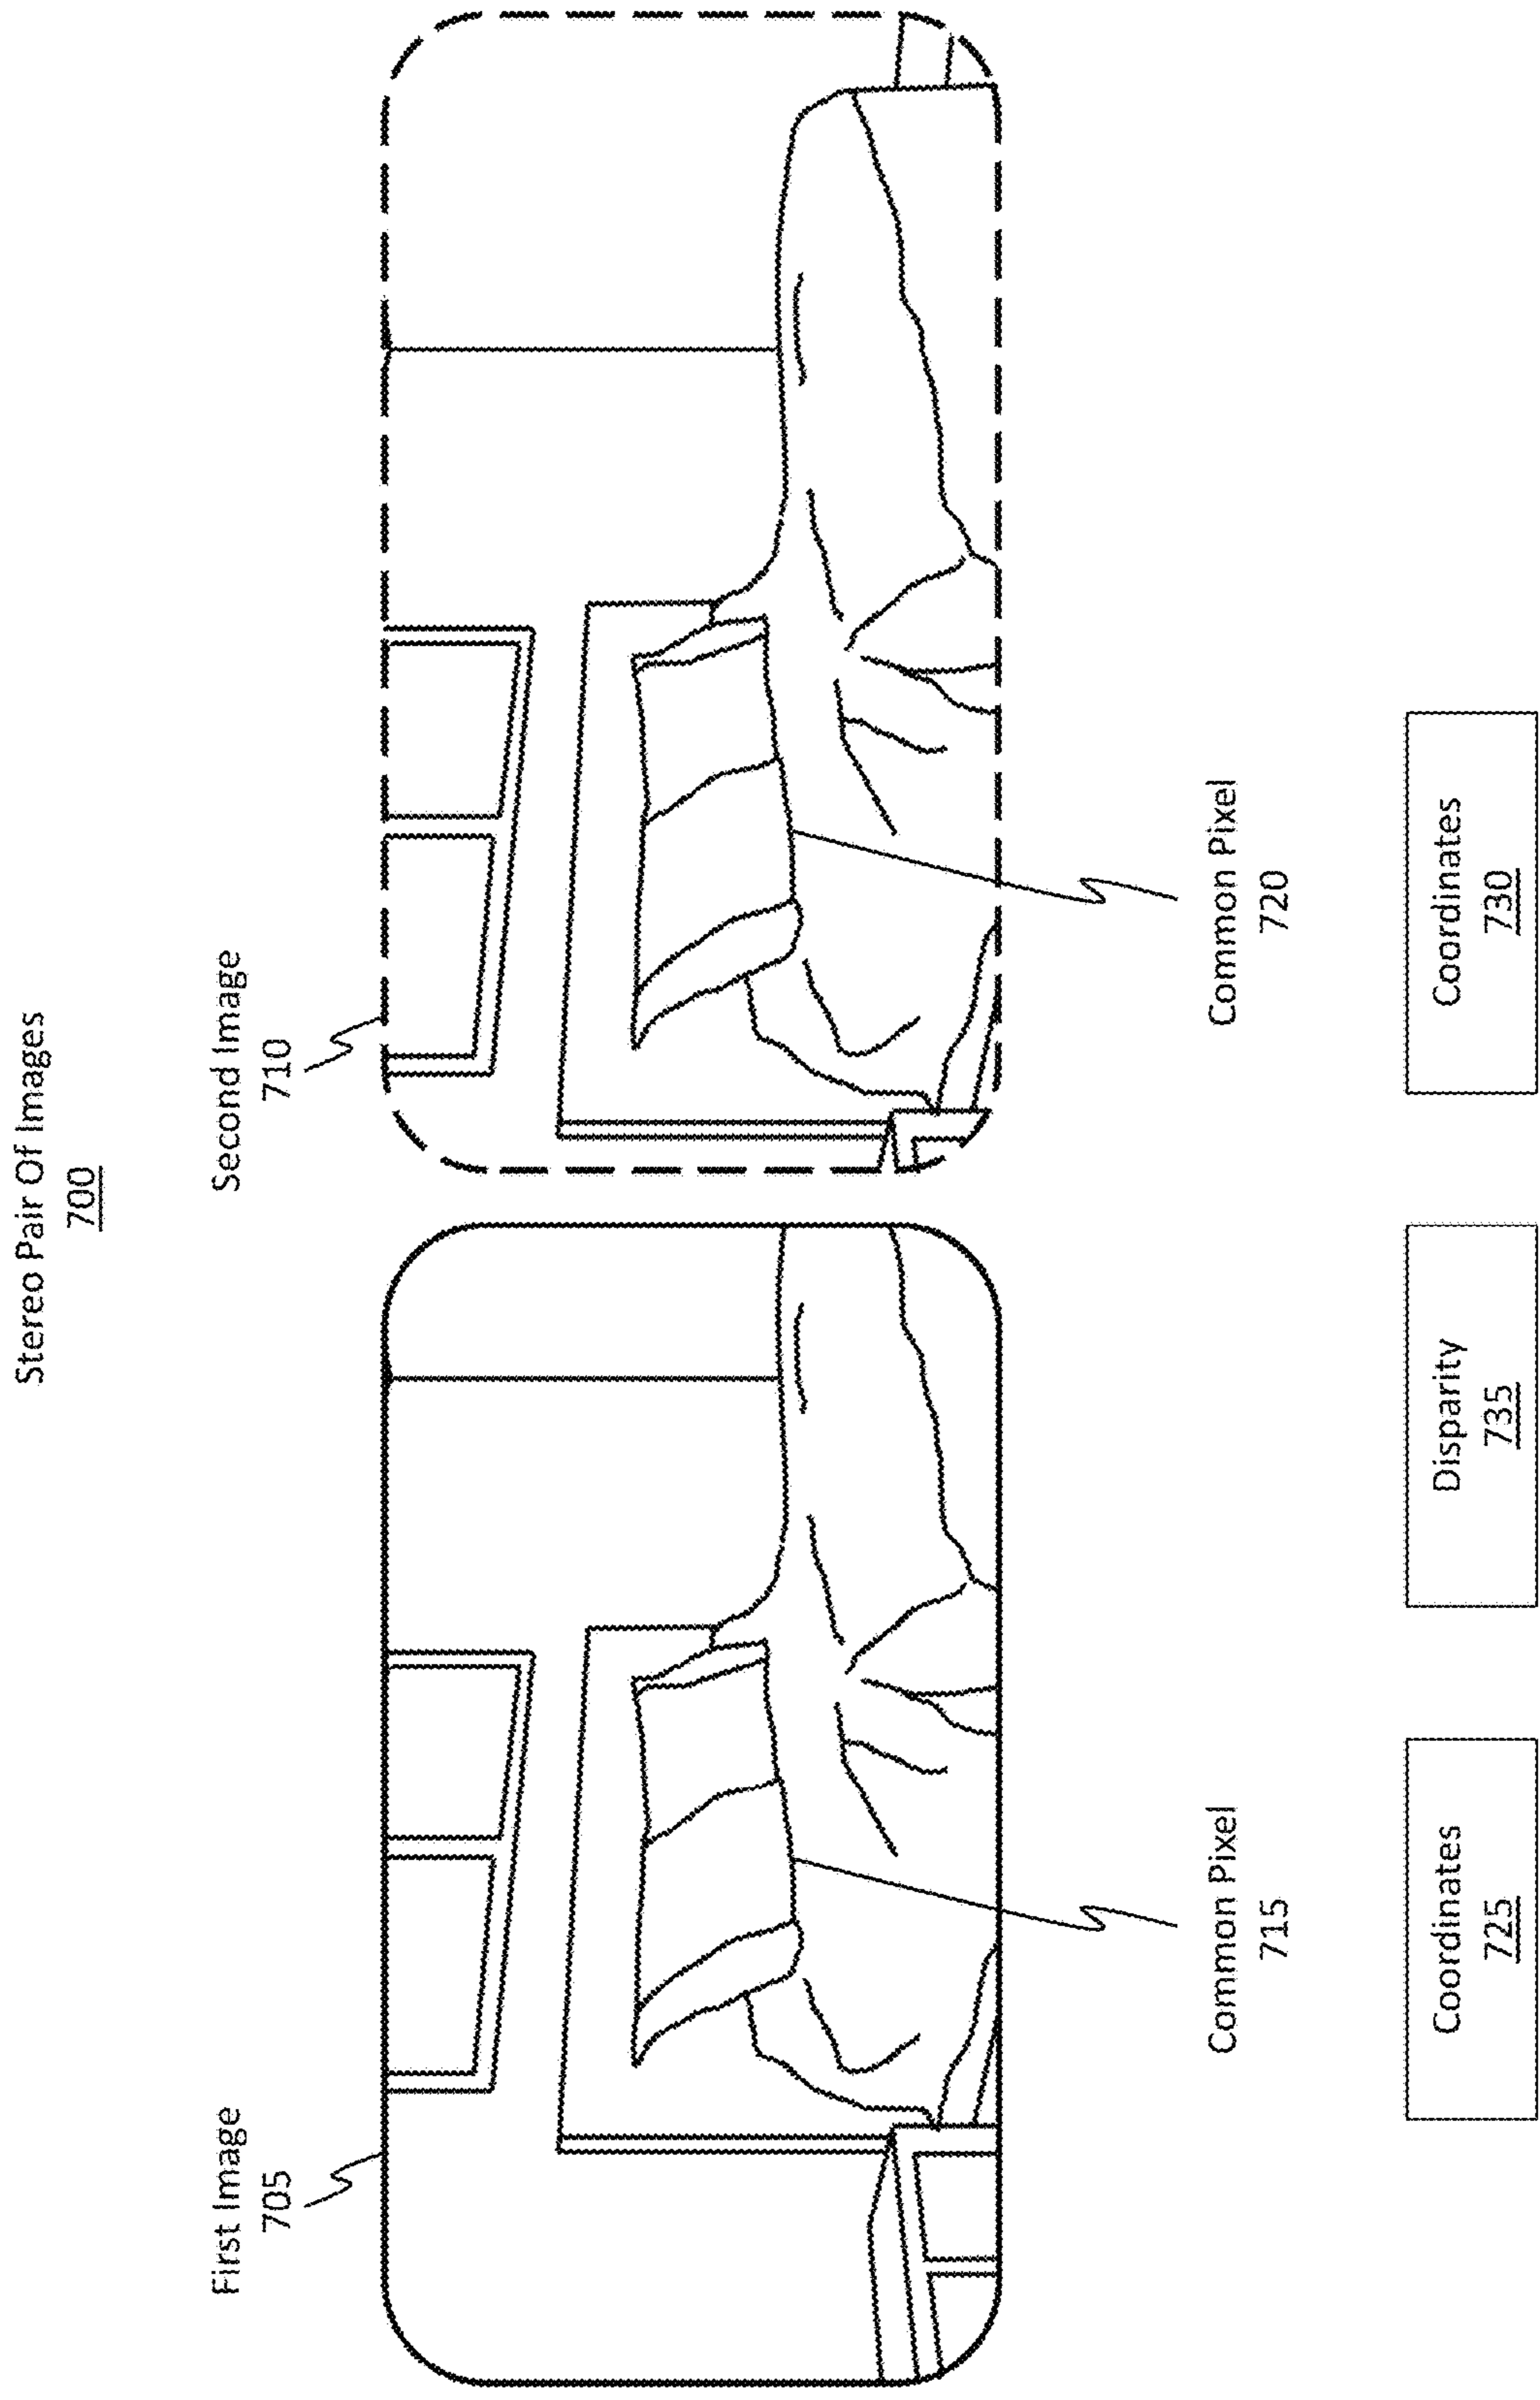 Stereo Pair Of Images
700
First Image
705
Second Image
710
Common Pixel
715
Common Pixel
720
Coordinates
725
Disparity
735
Coordinates
730